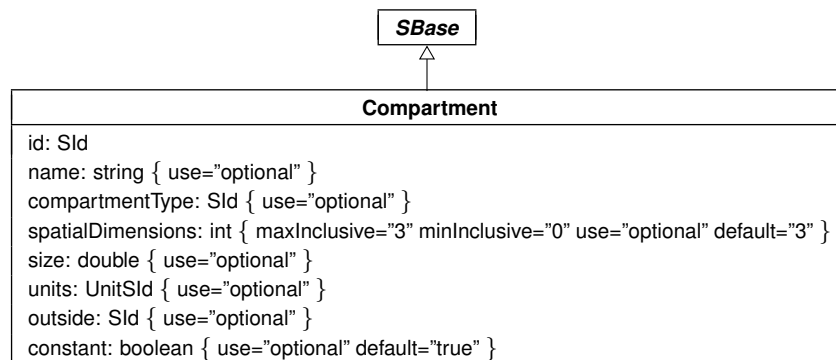 SBase
Compartment
id: SId
name: string { use=”optional” }
compartmentType: SId { use=”optional” }
spatialDimensions: int { maxInclusive=”3” minInclusive=”0” use=”optional” default=”3” }
size: double { use=”optional” }
units: UnitSId { use=”optional” }
outside: SId { use=”optional” }
constant: boolean { use=”optional” default=”true” }